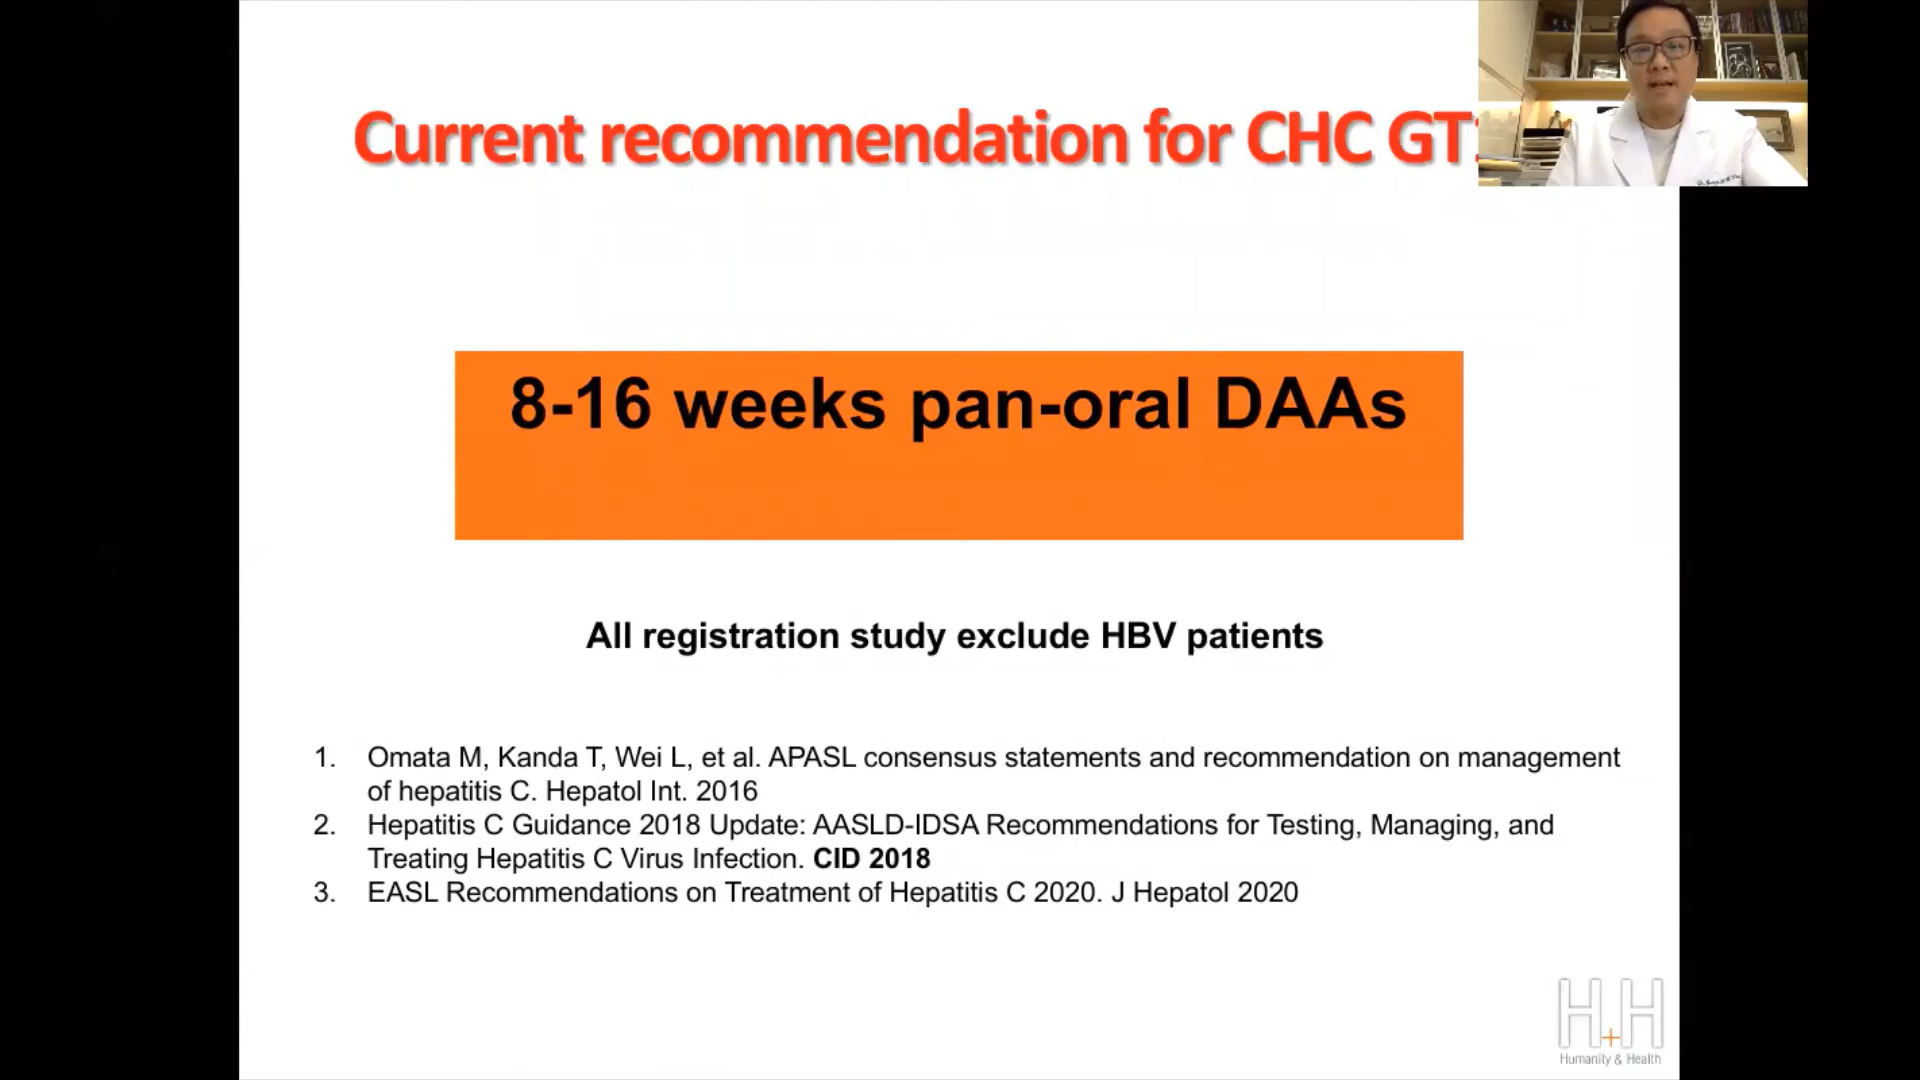 Current recommendation for CHC GT
8-16 weeks pan-oral DAAs
All registration study exclude HBV patients
1. Omata M, Kanda T, Wei L, et al. APASL consensus statements and recommendation on management
of hepatitis C. Hepatol Int. 2016
2. Hepatitis C Guidance 2018 Update: AASLD-IDSA Recommendations for Testing, Managing, and
Treating Hepatitis C Virus Infection. CID 2018
3. EASL Recommendations on Treatment of Hepatitis C 2020. J Hepatol 2020
H+H
Humanity & Health